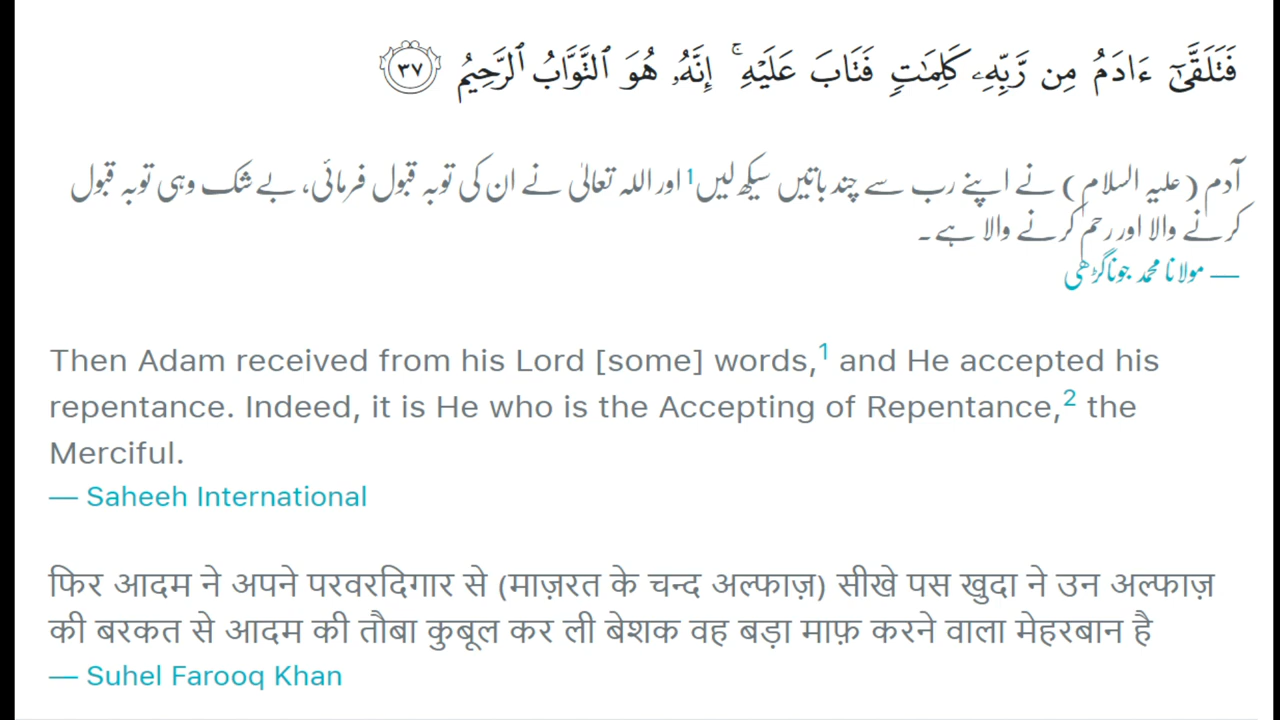 فَتَلَقَّىٰٓ ءَادَمُ مِن رَّبِّهِۦ كَلِمَـٰتٍۢ فَتَابَ عَلَيْهِ ۚ إِنَّهُۥ هُوَ ٱلتَّوَّابُ ٱلرَّحِيمُ ٣٧
آدم (علیہ السلام) نے اپنے رب سے چند باتیں سیکھ لیں1 اور اللہ تعالیٰ نے ان کی توبہ قبول فرمائی، بےشک وہی توبہ قبول
کرنے واﻻ اور رحم کرنے واﻻ ہے۔
— مولانا محمد جوناگڑھی
Then Adam received from his Lord [some] words,1 and He accepted his
repentance. Indeed, it is He who is the Accepting of Repentance,2 the
Merciful.
— Saheeh International
फिर आदम ने अपने परवरदिगार से (माज़रत के चन्द अल्फाज़) सीखे पस खुदा ने उन अल्फाज़
की बरकत से आदम की तौबा कुबूल कर ली बेशक वह बड़ा माफ़ करने वाला मेहरबान है
— Suhel Farooq Khan